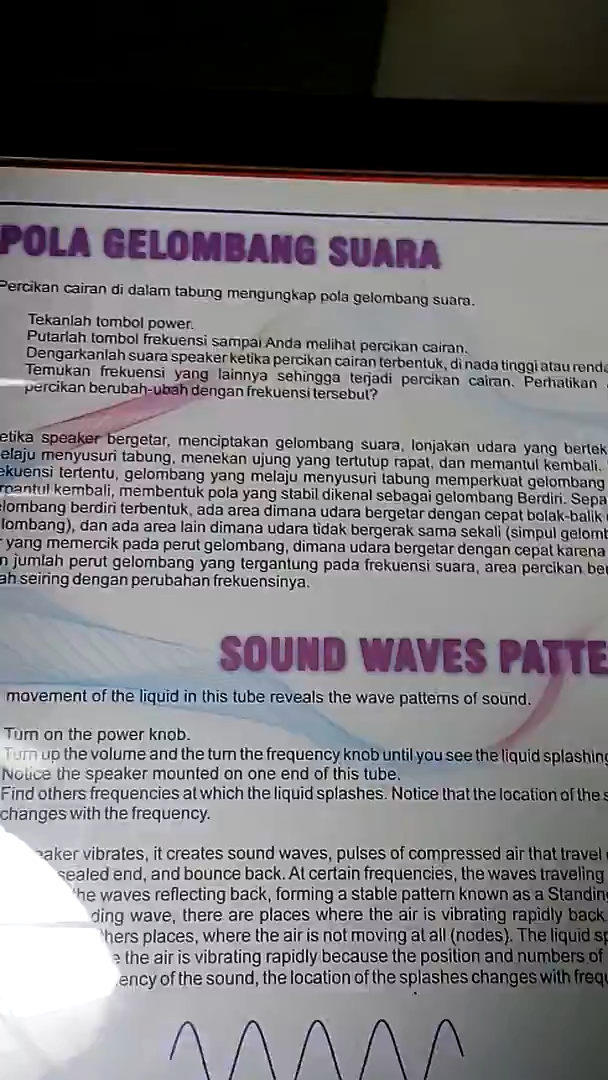 POLA GELOMBANG SUARA
Percikan cairan di dalam tabung mengungkap pola gelombang suara.
Tekanlah tombol power.
Putarlah tombol frekuensi sampai Anda melihat percikan cairan.
Dengarkanlah suara speaker ketika percikan cairan terbentuk, di nada tinggi atau renda
Temukan frekuensi yang lainnya sehingga terjadi percikan cairan. Perhatikan
percikan berubah-ubah dengan frekuensi tersebut?
etika speaker bergetar, menciptakan gelombang suara, lonjakan udara yang bertek
elaju menyusuri tabung, menekan ujung yang tertutup rapat, dan memantul kembali.
ekuensi tertentu, gelombang yang melaju menyusuri tabung memperkuat gelombang
rpantul kembali, membentuk pola yang stabil dikenal sebagai gelombang Berdiri. Sepa
elombang berdiri terbentuk, ada area dimana udara bergetar dengan cepat bolak-balik
lombang), dan ada area lain dimana udara tidak bergerak sama sekali (simpul gelomb
yang memercik pada perut gelombang, dimana udara bergetar dengan cepat karena
n jumlah perut gelombang yang tergantung pada frekuensi suara, area percikan be
ah seiring dengan perubahan frekuensinya.
SOUND WAVES PATTE
movement of the liquid in this tube reveals the wave patterns of sound.
Turn on the power knob.
Turn up the volume and the turn the frequency knob until you see the liquid splashing
Notice the speaker mounted on one end of this tube.
Find others frequencies at which the liquid splashes. Notice that the location of the s
changes with the frequency.
eaker vibrates, it creates sound waves, pulses of compressed air that travel
sealed end, and bounce back. At certain frequencies, the waves traveling
he waves reflecting back, forming a stable pattern known as a Standing
ding wave, there are places where the air is vibrating rapidly back
hers places, where the air is not moving at all (nodes). The liquid sp
e the air is vibrating rapidly because the position and numbers of
ency of the sound, the location of the splashes changes with frequ